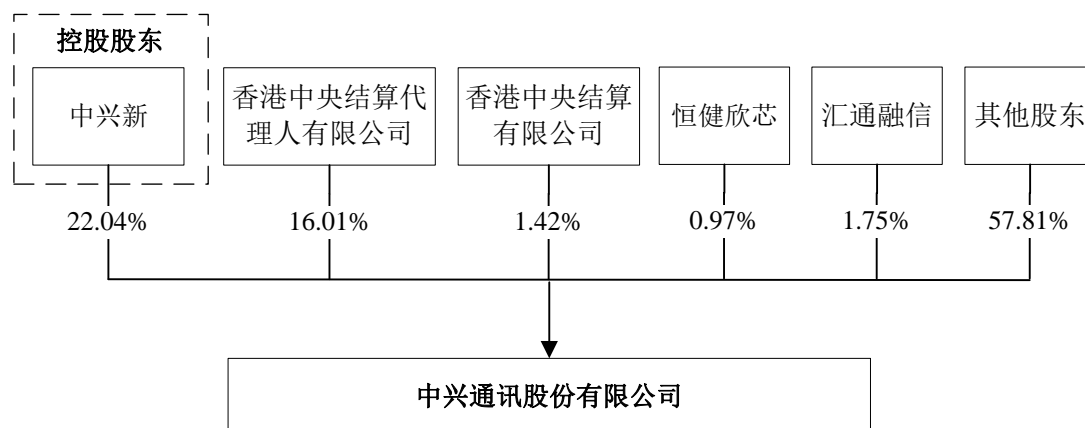 控股股东
中兴新
香港中央结算代
理人有限公司
香港中央结算
有限公司
恒健欣芯
汇通融信
其他股东
22.04%
16.01%
1.42%
0.97%
1.75%
57.81%
中兴通讯股份有限公司